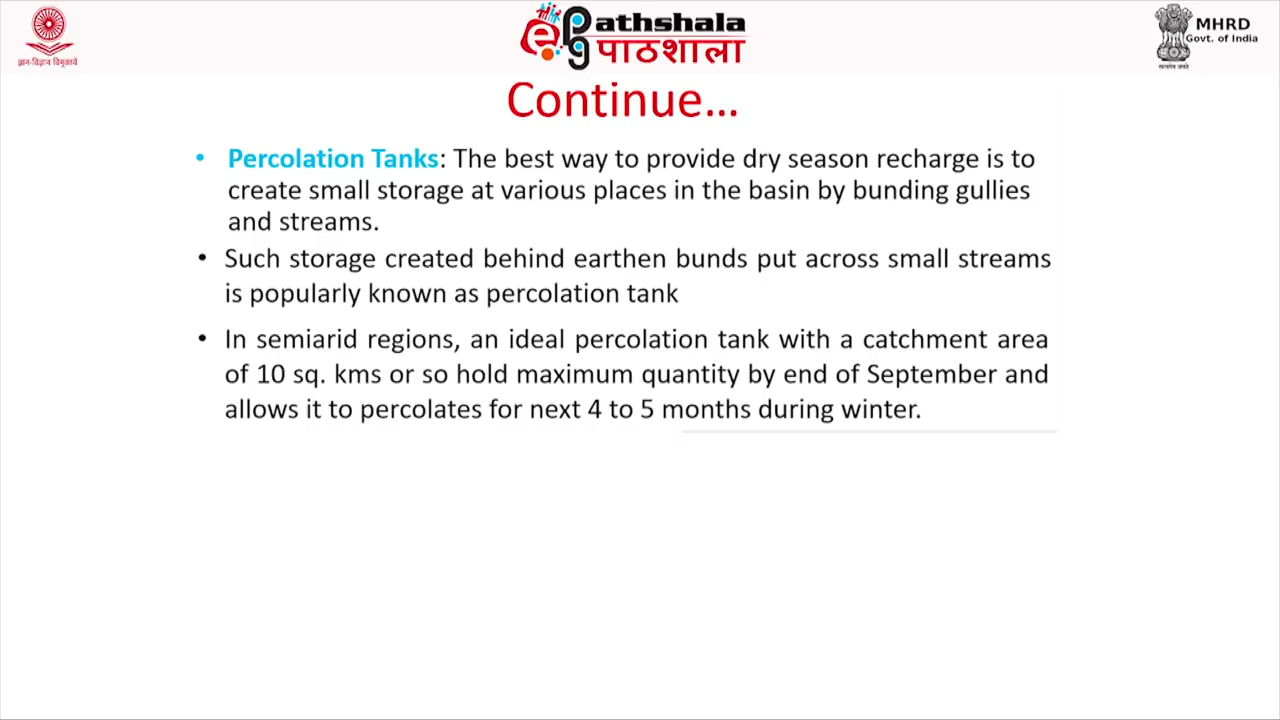 ज्ञान-विज्ञान विमुक्तये
ePathshala
पाठशाला
MHRD
Govt. of India
सत्यमेव जयते
Continue...
• Percolation Tanks: The best way to provide dry season recharge is to
create small storage at various places in the basin by bunding gullies
and streams.
• Such storage created behind earthen bunds put across small streams
is popularly known as percolation tank
• In semiarid regions, an ideal percolation tank with a catchment area
of 10 sq. kms or so hold maximum quantity by end of September and
allows it to percolates for next 4 to 5 months during winter.